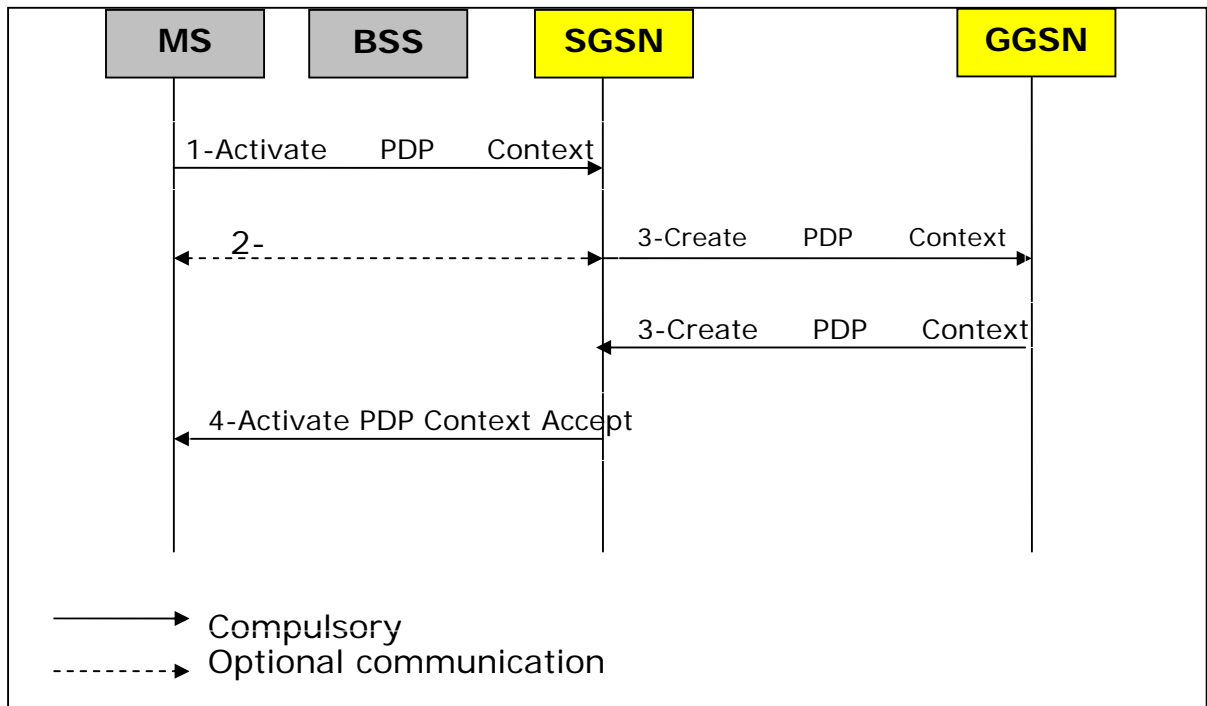 MS
BSS
SGSN
GGSN
1-Activate PDP Context
2-
3-Create PDP Context
3-Create PDP Context
4-Activate PDP Context Accept
Compulsory
Optional communication